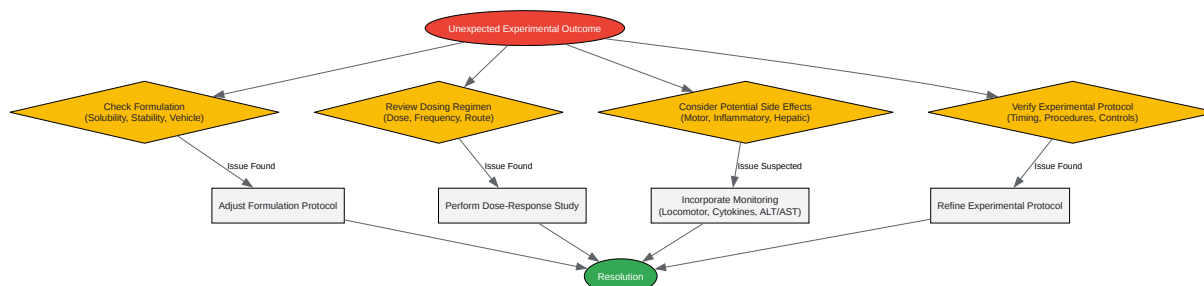 Unexpected Experimental Outcome
Check Formulation
(Solubility, Stability, Vehicle)
Review Dosing Regimen
(Dose, Frequency, Route)
Consider Potential Side Effects
(Motor, Inflammatory, Hepatic)
Verify Experimental Protocol
(Timing, Procedures, Controls)
Issue Found
Issue Found
Issue Suspected
Issue Found
Adjust Formulation Protocol
Perform Dose-Response Study
Incorporate Monitoring
(Locomotor, Cytokines, ALT/AST)
Refine Experimental Protocol
Resolution